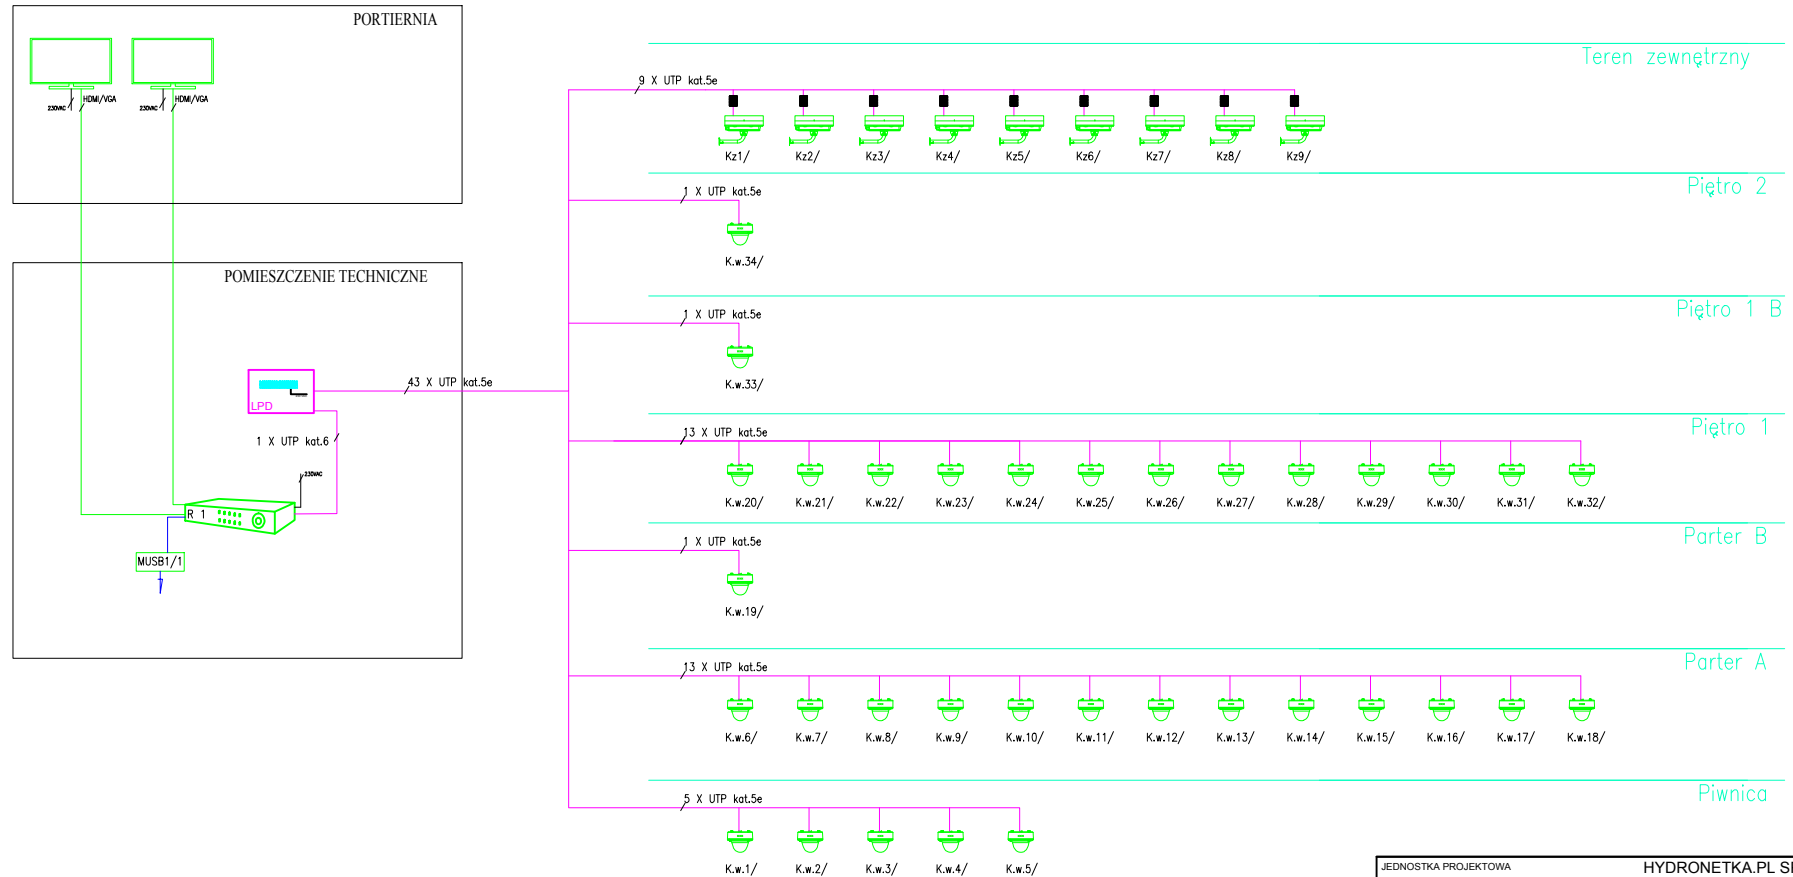 PORTIERNIA
230VAC
HDMI/VGA
230VAC
HDMI/VGA
POMIESZCZENIE TECHNICZNE
LPD
43 X UTP kat.5e
1 X UTP kat.6
230VAC
R 1
MUSB1/1
Teren zewnętrzny
9 X UTP kat.5e
Kz1/ Kz2/ Kz3/ Kz4/ Kz5/ Kz6/ Kz7/ Kz8/ Kz9/
Piętro 2
1 X UTP kat.5e
K.w.34/
Piętro 1 B
1 X UTP kat.5e
K.w.33/
Piętro 1
13 X UTP kat.5e
K.w.20/ K.w.21/ K.w.22/ K.w.23/ K.w.24/ K.w.25/ K.w.26/ K.w.27/ K.w.28/ K.w.29/ K.w.30/ K.w.31/ K.w.32/
Parter B
1 X UTP kat.5e
K.w.19/
Parter A
13 X UTP kat.5e
K.w.6/ K.w.7/ K.w.8/ K.w.9/ K.w.10/ K.w.11/ K.w.12/ K.w.13/ K.w.14/ K.w.15/ K.w.16/ K.w.17/ K.w.18/
Piwnica
5 X UTP kat.5e
K.w.1/ K.w.2/ K.w.3/ K.w.4/ K.w.5/
JEDNOSTKA PROJEKTOWA HYDRONETKA.PL